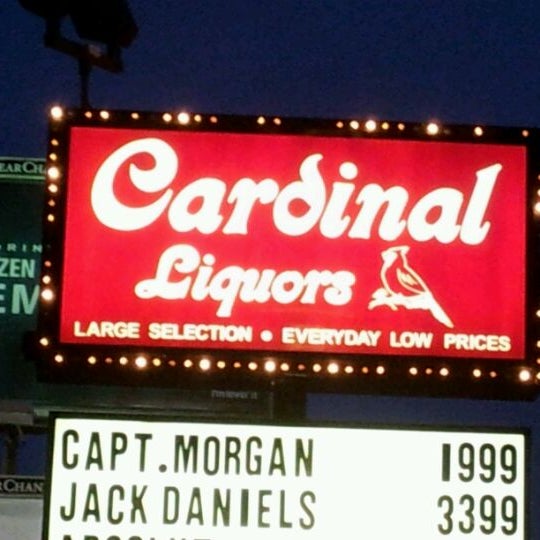 Cardinal
Liquors
LARGE SELECTION • EVERYDAY LOW PRICES
CAPT.MORGAN 1999
JACK DANIELS 3399